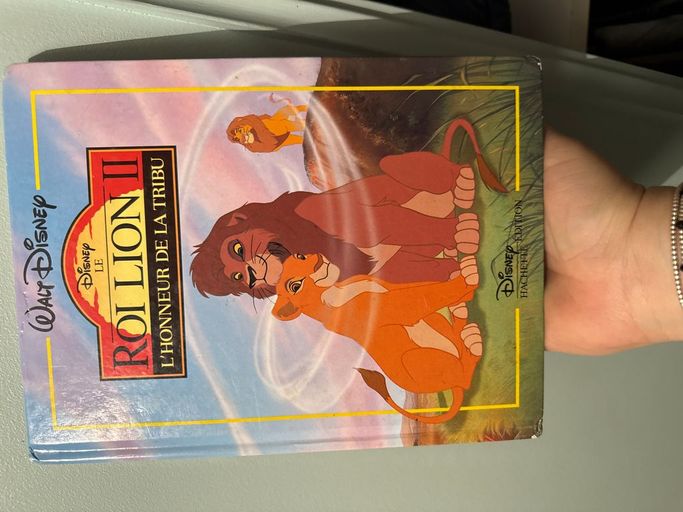 WALT DISNEY
DISNEY
LE
ROI LION II
L'HONNEUR DE LA TRIBU
DISNEY
HACHETTE ÉDITION